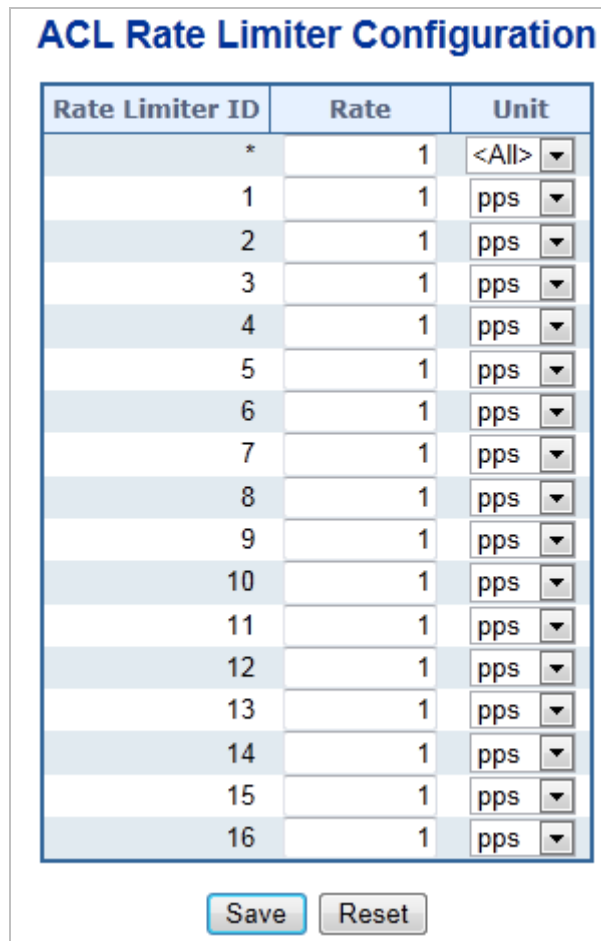 ACL Rate Limiter Configuration
Rate Limiter ID Rate Unit
* 1 <All>
1 1 pps
2 1 pps
3 1 pps
4 1 pps
5 1 pps
6 1 pps
7 1 pps
8 1 pps
9 1 pps
10 1 pps
11 1 pps
12 1 pps
13 1 pps
14 1 pps
15 1 pps
16 1 pps
Save Reset